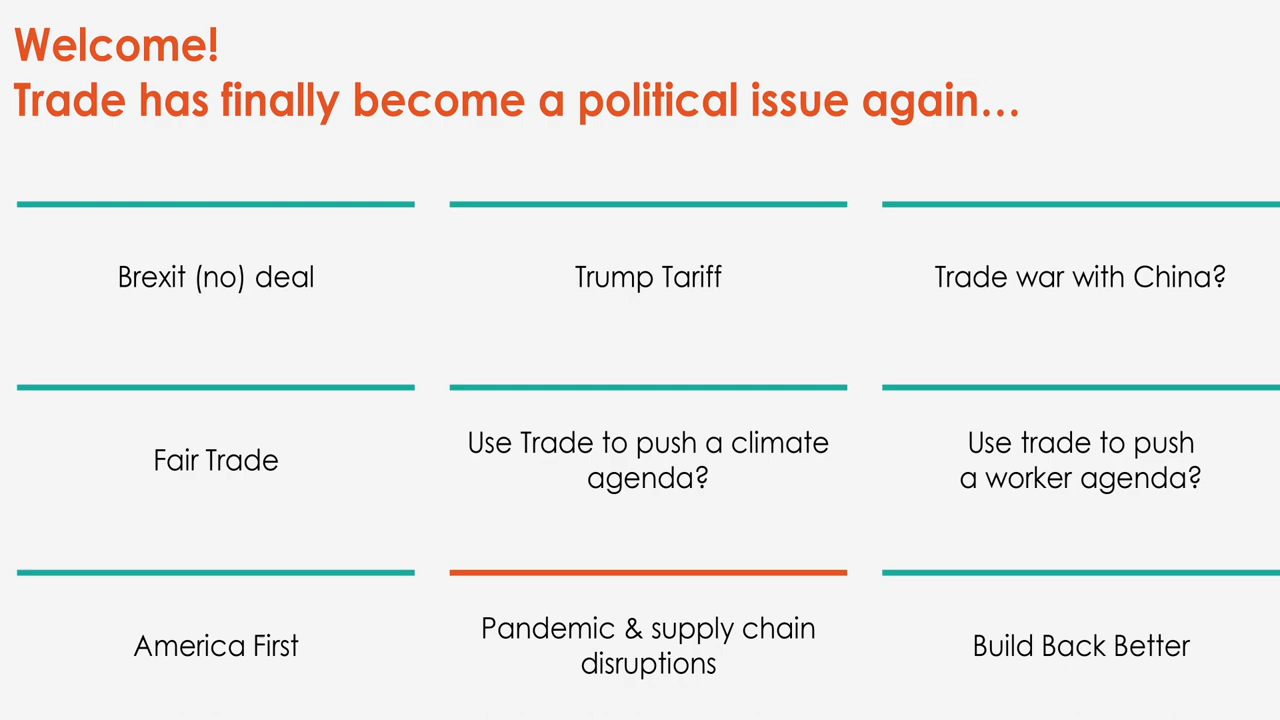 Welcome!
Trade has finally become a political issue again...
Brexit (no) deal
Trump Tariff
Trade war with China?
Fair Trade
Use Trade to push a climate
agenda?
Use trade to push
a worker agenda?
America First
Pandemic & supply chain
disruptions
Build Back Better